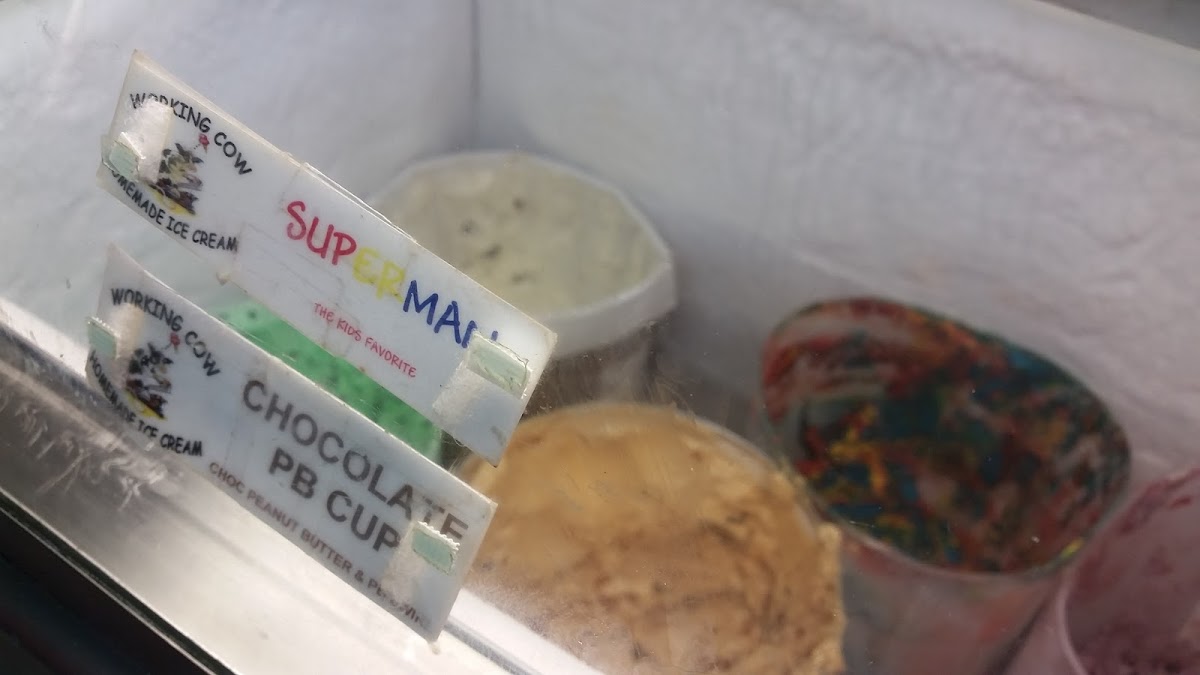 WORKING COW
HOMEMADE ICE CREAM
SUPERMAN
THE KIDS FAVORITE
WORKING COW
HOMEMADE ICE CREAM
CHOCOLATE
PB CUP
CHOC PEANUT BUTTER &